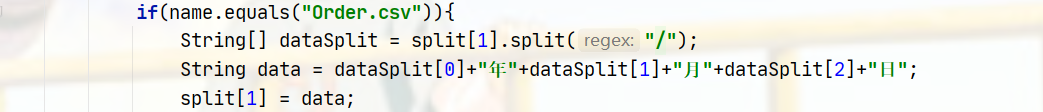 if(name.equals("Order.csv")){
String[] dataSplit = split[1].split( regex: "/");
String data = dataSplit[0]+"年"+dataSplit[1]+"月"+dataSplit[2]+"日";
split[1] = data;